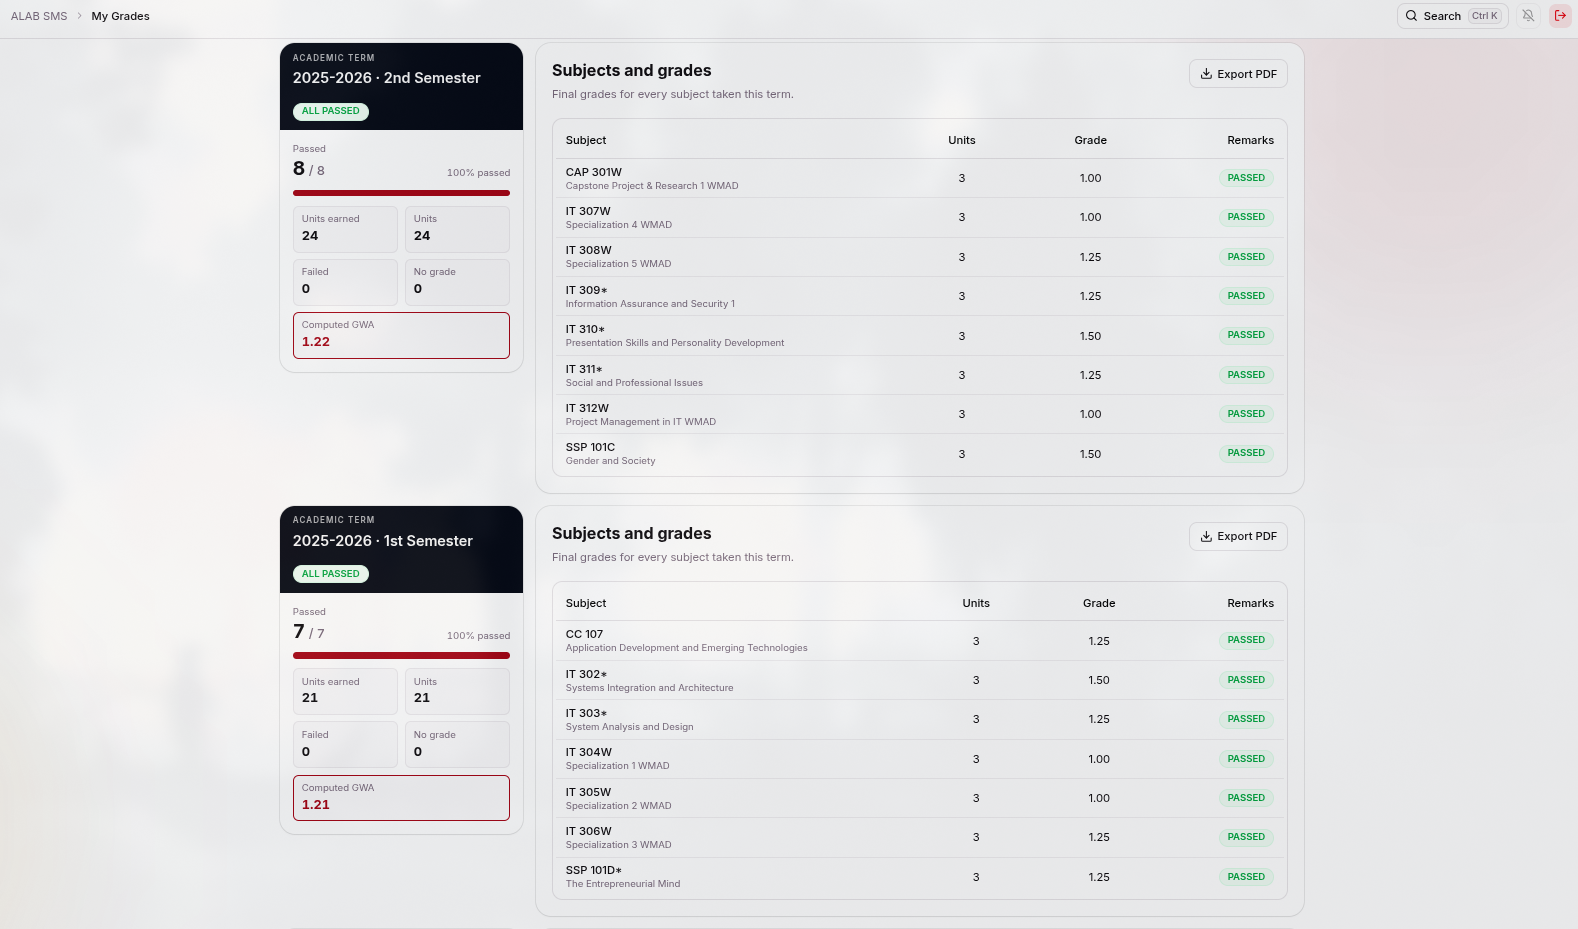 ALAB SMS > My Grades
Search Ctrl K
ACADEMIC TERM
2025-2026 · 2nd Semester
ALL PASSED
Passed
8 / 8
100% passed
Units earned
24
Units
24
Failed
0
No grade
0
Computed GWA
1.22
Subjects and grades
Final grades for every subject taken this term.
Export PDF
Subject Units Grade Remarks
CAP 301W
Capstone Project & Research 1 WMAD
3 1.00 PASSED
IT 307W
Specialization 4 WMAD
3 1.00 PASSED
IT 308W
Specialization 5 WMAD
3 1.25 PASSED
IT 309*
Information Assurance and Security 1
3 1.25 PASSED
IT 310*
Presentation Skills and Personality Development
3 1.50 PASSED
IT 311*
Social and Professional Issues
3 1.25 PASSED
IT 312W
Project Management in IT WMAD
3 1.00 PASSED
SSP 101C
Gender and Society
3 1.50 PASSED
ACADEMIC TERM
2025-2026 · 1st Semester
ALL PASSED
Passed
7 / 7
100% passed
Units earned
21
Units
21
Failed
0
No grade
0
Computed GWA
1.21
Subjects and grades
Final grades for every subject taken this term.
Export PDF
Subject Units Grade Remarks
CC 107
Application Development and Emerging Technologies
3 1.25 PASSED
IT 302*
Systems Integration and Architecture
3 1.50 PASSED
IT 303*
System Analysis and Design
3 1.25 PASSED
IT 304W
Specialization 1 WMAD
3 1.00 PASSED
IT 305W
Specialization 2 WMAD
3 1.00 PASSED
IT 306W
Specialization 3 WMAD
3 1.25 PASSED
SSP 101D*
The Entrepreneurial Mind
3 1.25 PASSED